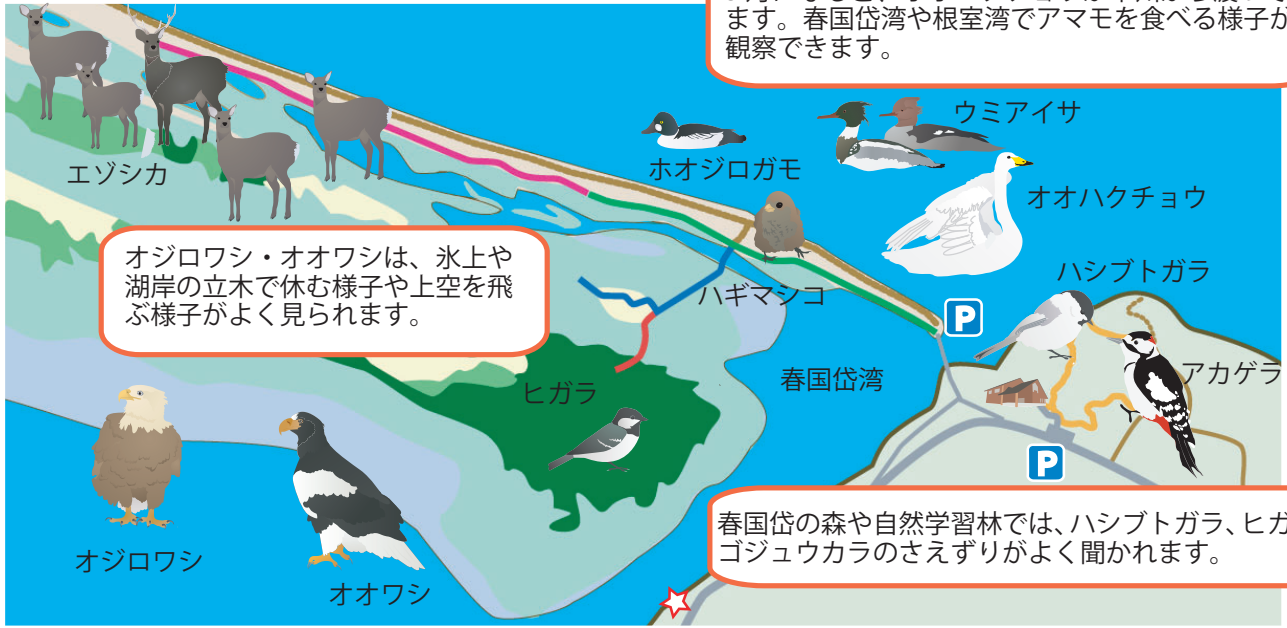 ます。春国岱湾や根室湾でアマモを食べる様子が
観察できます。
ウミアイサ
ホオジロガモ
エゾシカ
オオハクチョウ
オジロワシ・オオワシは、氷上や
湖岸の立木で休む様子や上空を飛
ぶ様子がよく見られます。
ハシブトガラ
ハギマシコ
P
春国岱湾
アカゲラ
ヒガラ
P
春国岱の森や自然学習林では、ハシブトガラ、ヒガ
ゴジュウカラのさえずりがよく聞かれます。
オジロワシ
オオワシ